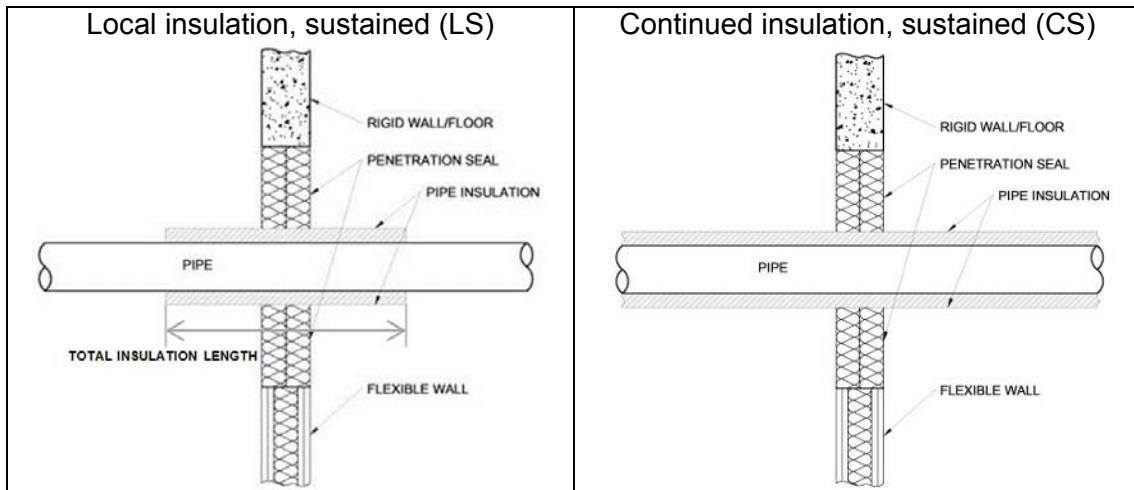 Local insulation, sustained (LS)
RIGID WALL/FLOOR
PENETRATION SEAL
PIPE INSULATION
PIPE
TOTAL INSULATION LENGTH
FLEXIBLE WALL
Continued insulation, sustained (CS)
RIGID WALL/FLOOR
PENETRATION SEAL
PIPE INSULATION
PIPE
FLEXIBLE WALL